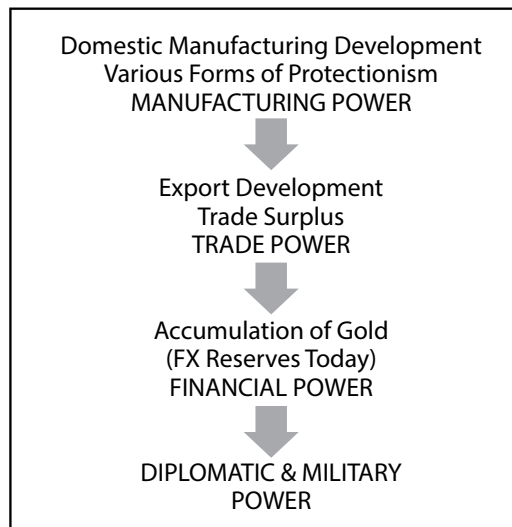 Domestic Manufacturing Development
Various Forms of Protectionism
MANUFACTURING POWER
Export Development
Trade Surplus
TRADE POWER
Accumulation of Gold
(FX Reserves Today)
FINANCIAL POWER
DIPLOMATIC & MILITARY
POWER